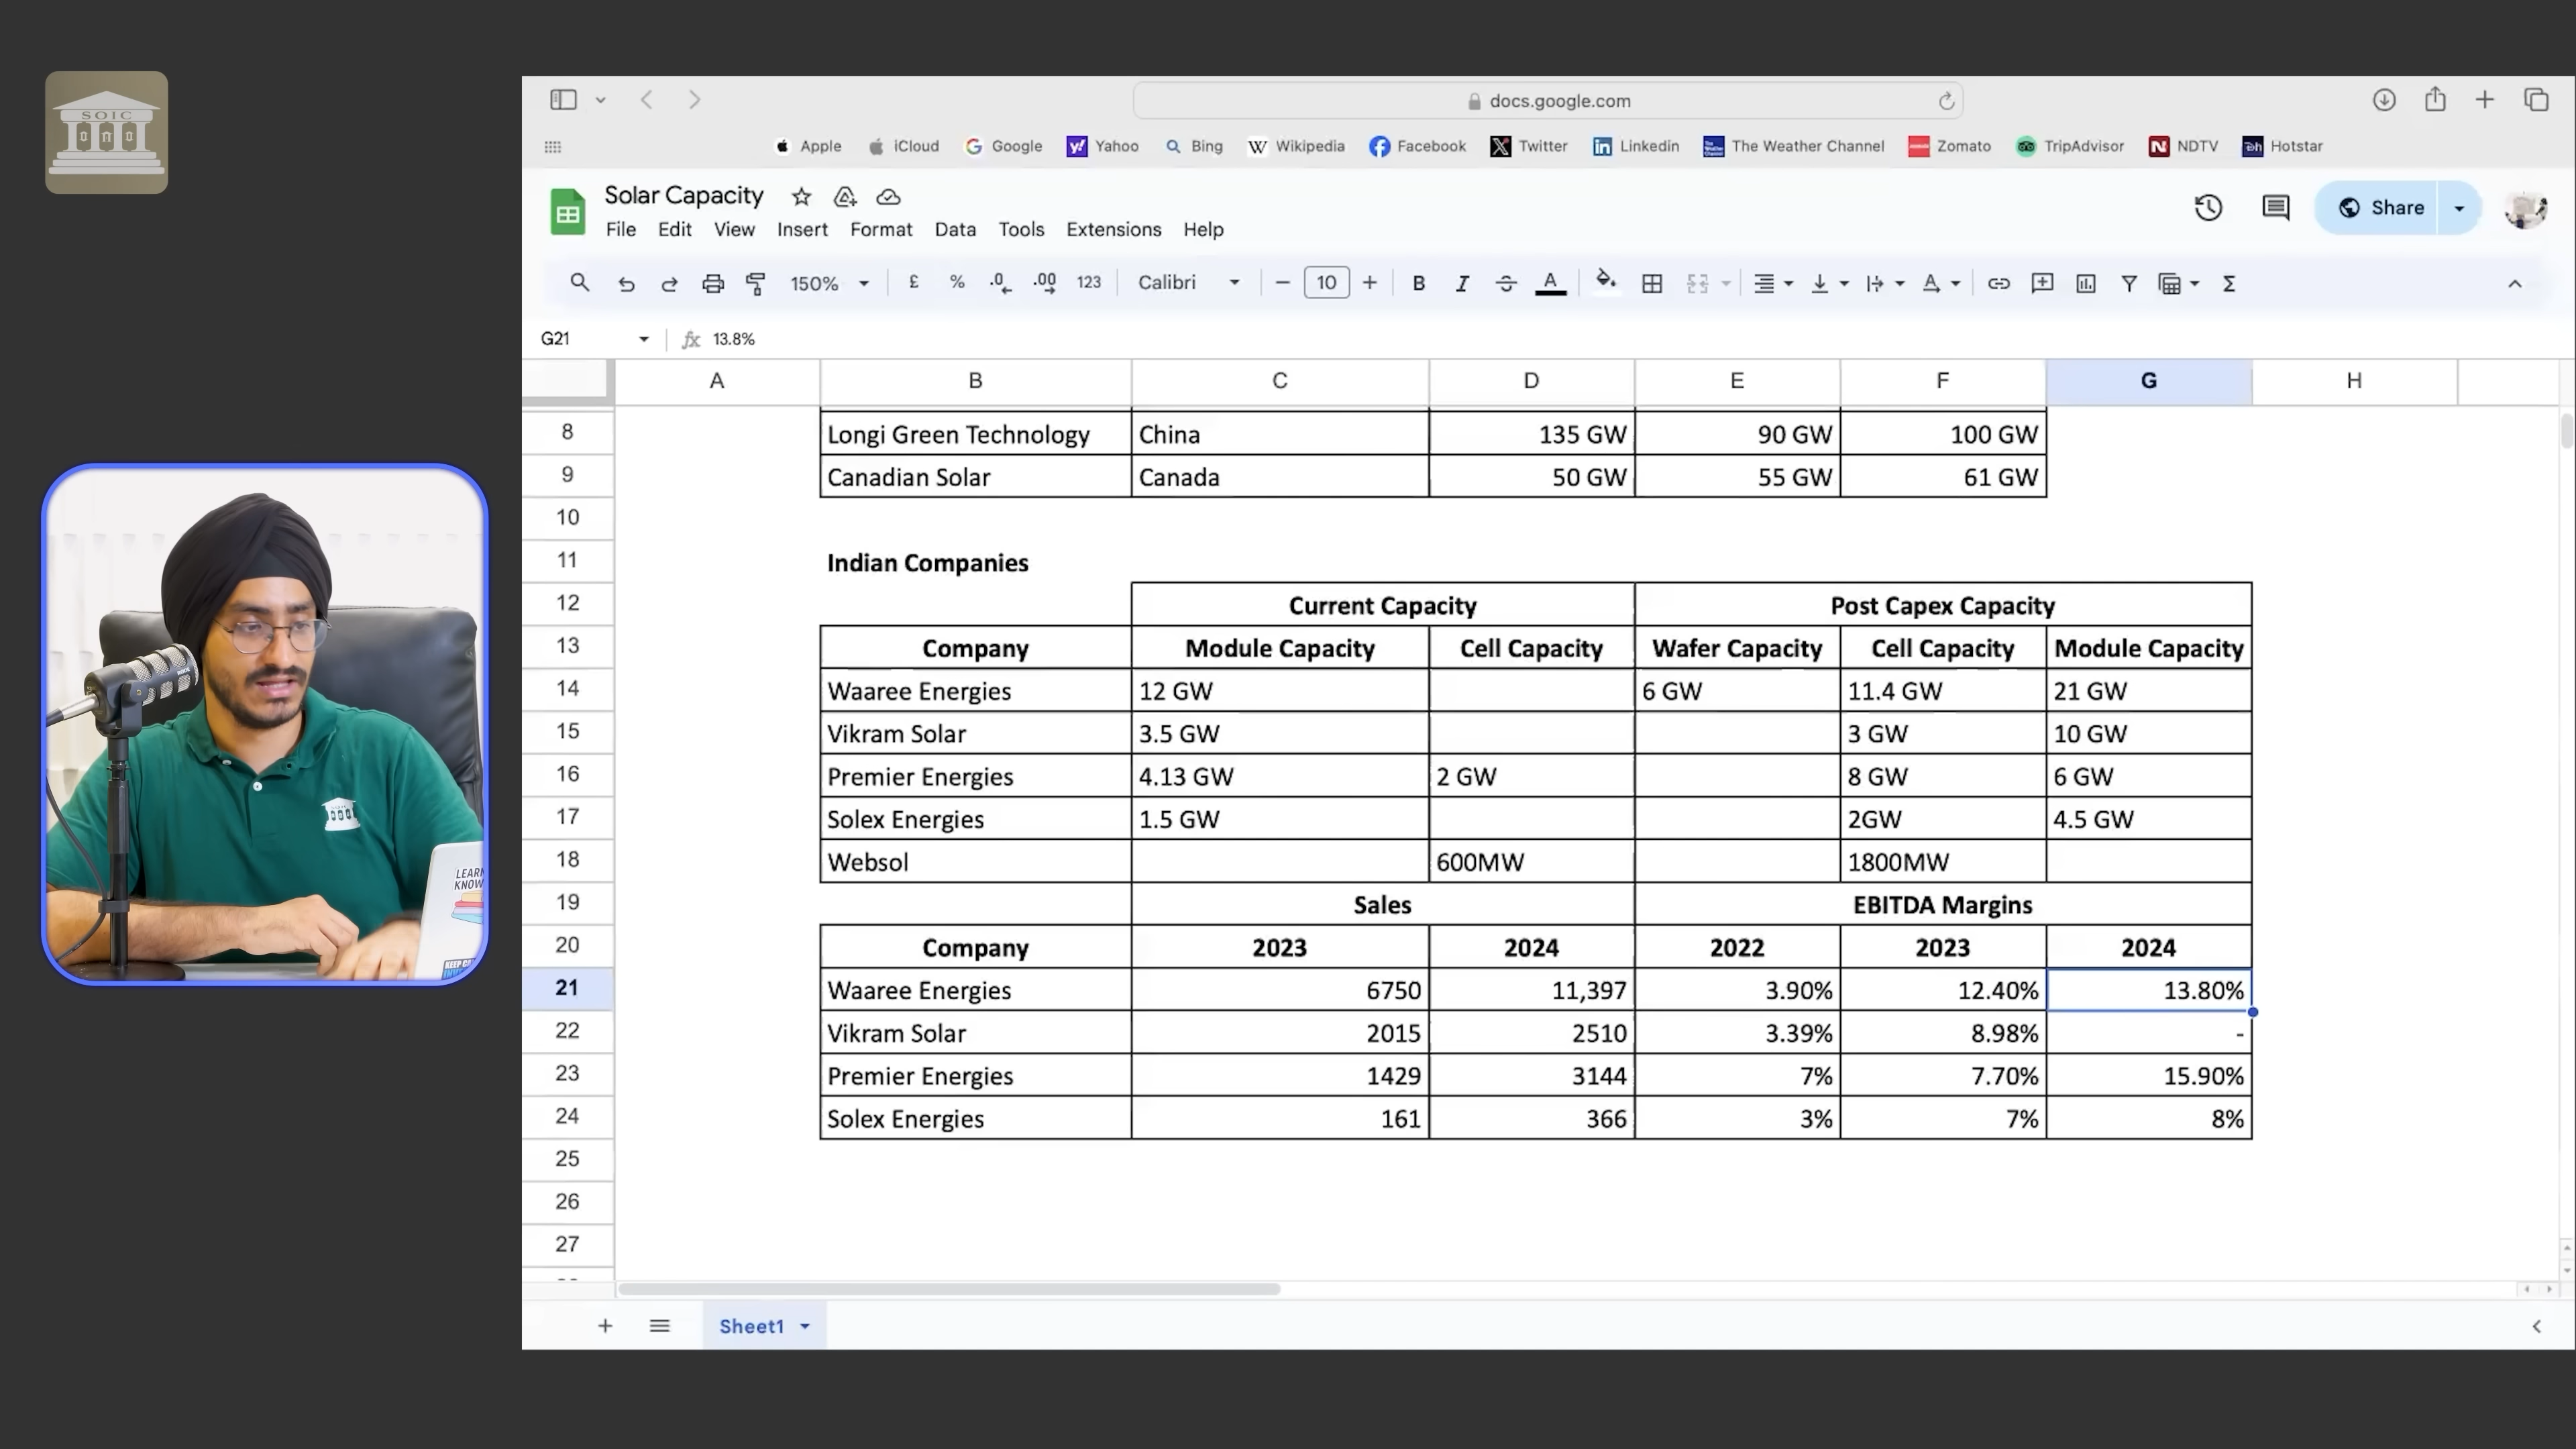 SOIC
docs.google.com
Apple iCloud Google Yahoo Bing Wikipedia Facebook Twitter Linkedin The Weather Channel Zomato TripAdvisor NDTV Hotstar
Solar Capacity
File Edit View Insert Format Data Tools Extensions Help
Share
150% £ % .0 .00 123 Calibri 10 B I A
G21 fx 13.8%
A B C D E F G H
8 Longi Green Technology China 135 GW 90 GW 100 GW
9 Canadian Solar Canada 50 GW 55 GW 61 GW
10
11 Indian Companies
12 Current Capacity Post Capex Capacity
13 Company Module Capacity Cell Capacity Wafer Capacity Cell Capacity Module Capacity
14 Waaree Energies 12 GW 6 GW 11.4 GW 21 GW
15 Vikram Solar 3.5 GW 3 GW 10 GW
16 Premier Energies 4.13 GW 2 GW 8 GW 6 GW
17 Solex Energies 1.5 GW 2GW 4.5 GW
18 Websol 600MW 1800MW
19 Sales EBITDA Margins
20 Company 2023 2024 2022 2023 2024
21 Waaree Energies 6750 11,397 3.90% 12.40% 13.80%
22 Vikram Solar 2015 2510 3.39% 8.98% -
23 Premier Energies 1429 3144 7% 7.70% 15.90%
24 Solex Energies 161 366 3% 7% 8%
25
26
27
Sheet1